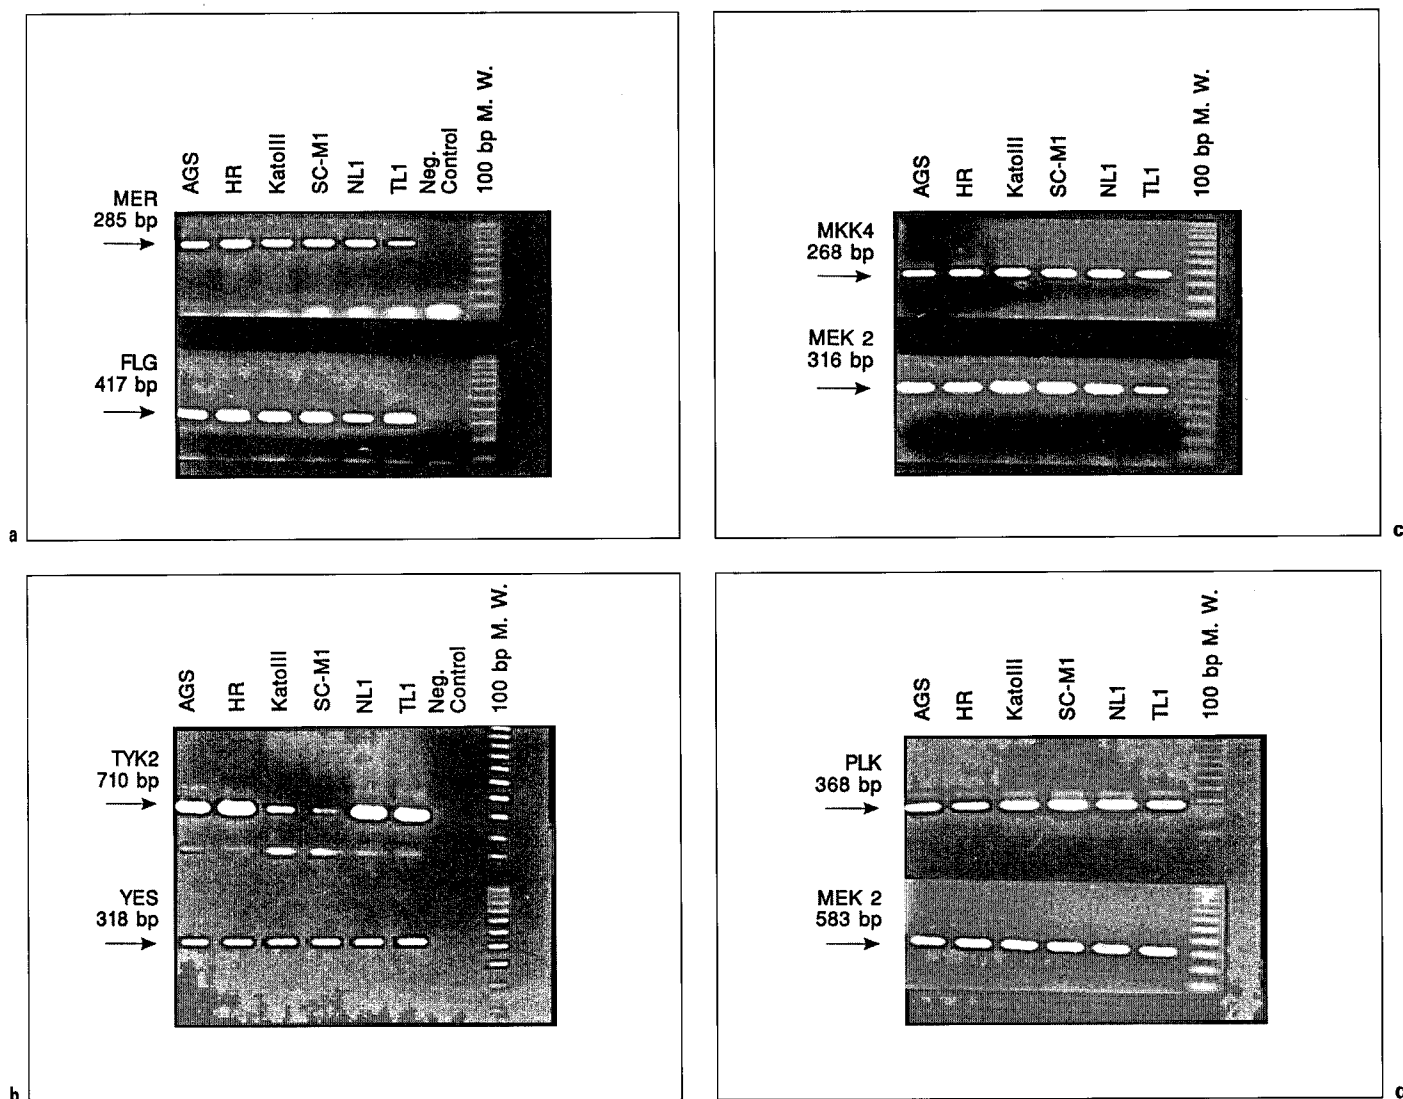 AGS
HR
KatoIII
SC-M1
NL1
TL1
Neg.
Control
100 bp M. W.
MER
285 bp
FLG
417 bp
a
AGS
HR
KatoIII
SC-M1
NL1
TL1
100 bp M. W.
MKK4
268 bp
MEK 2
316 bp
c
AGS
HR
KatoIII
SC-M1
NL1
TL1
Neg.
Control
100 bp M. W.
TYK2
710 bp
YES
318 bp
b
AGS
HR
KatoIII
SC-M1
NL1
TL1
100 bp M. W.
PLK
368 bp
MEK 2
583 bp
d